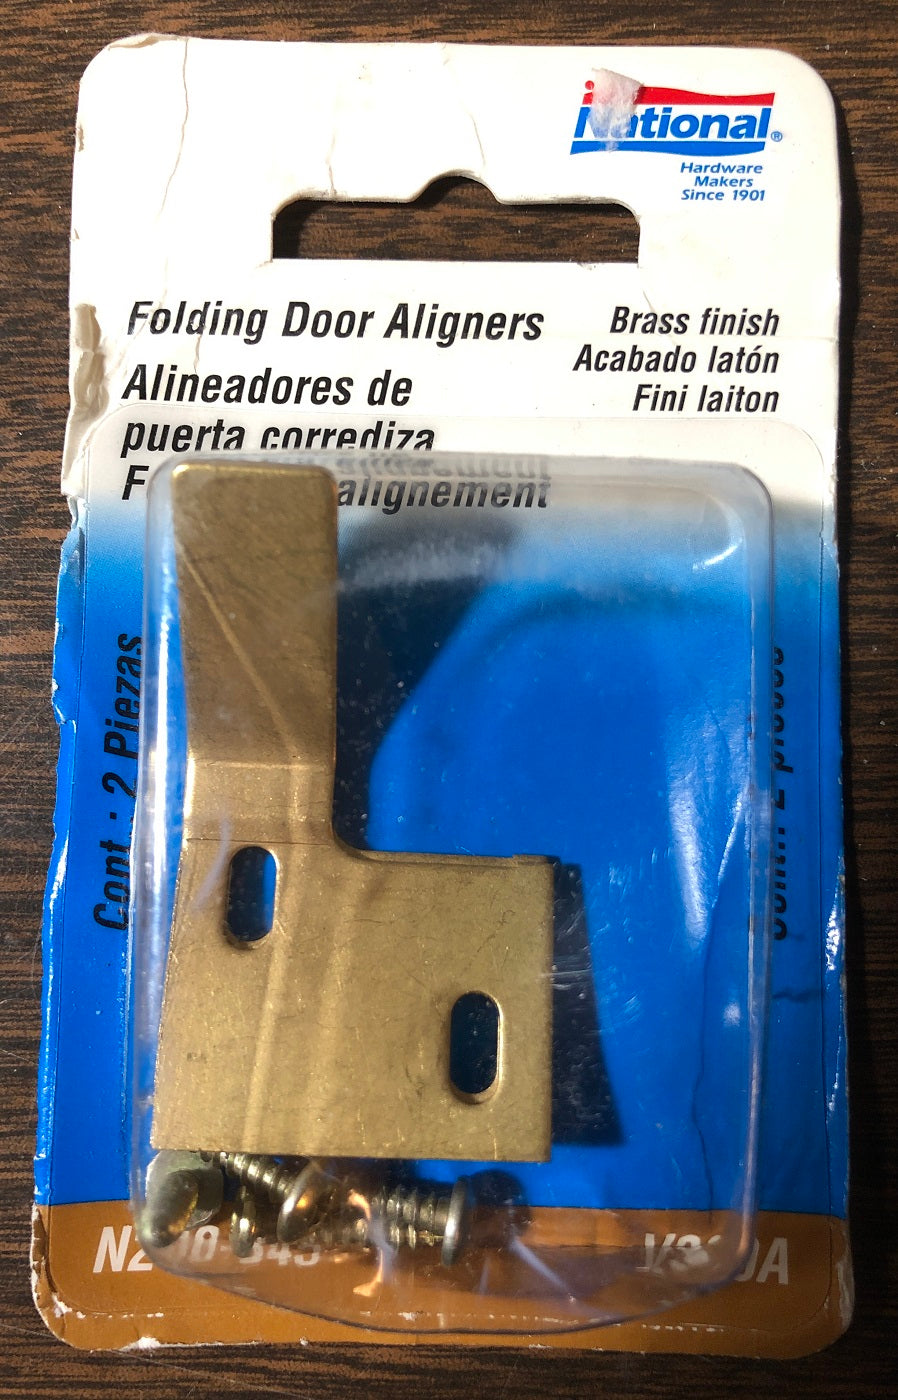 National®
Hardware
Makers
Since 1901
Folding Door Aligners
Brass finish
Acabado latón
Fini laiton
Alineadores de
puerta corrediza
alignement
Cont.: 2 Piezas